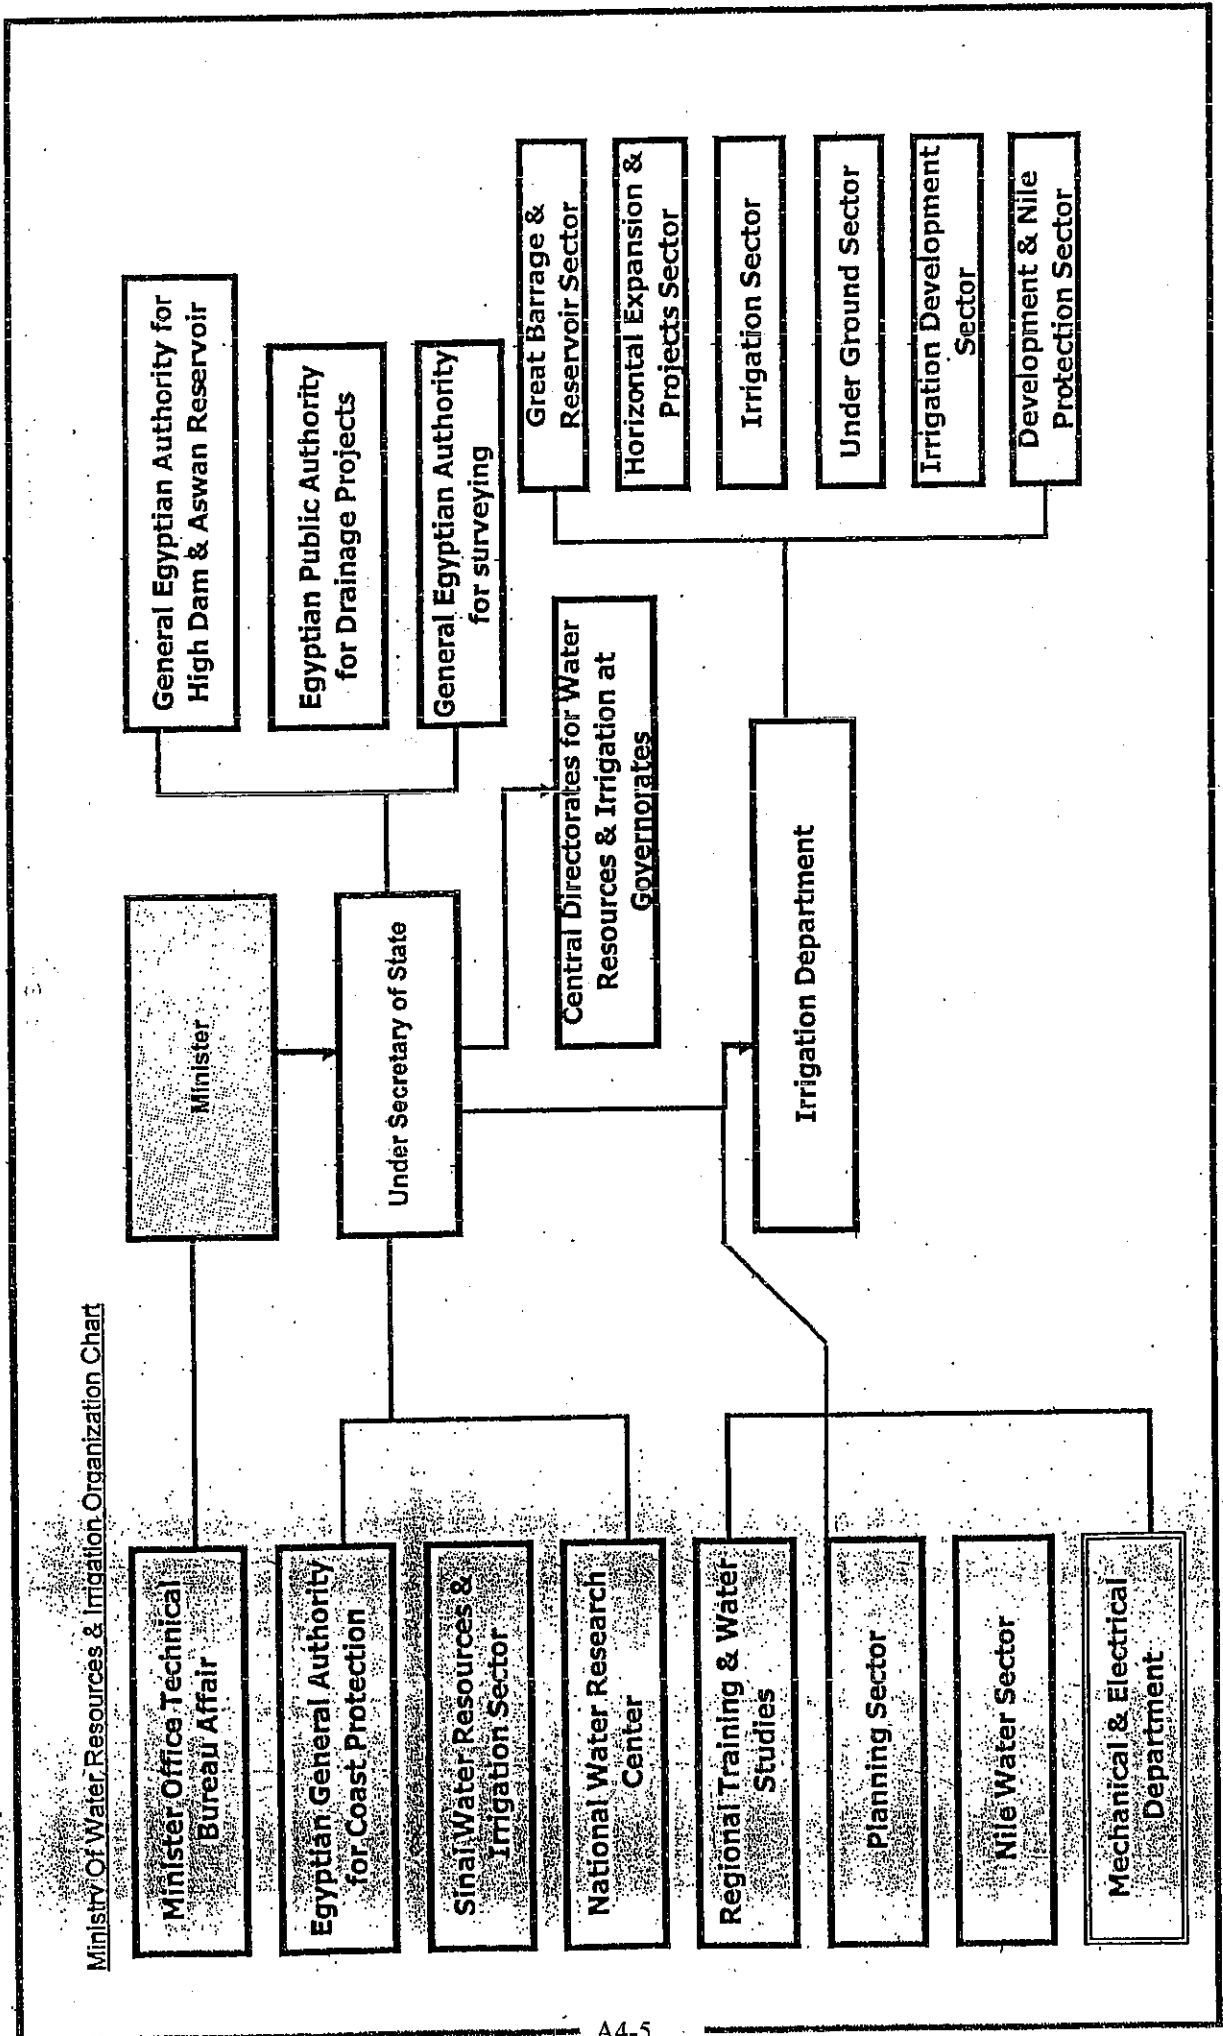 Ministry Of Water Resources & Irrigation Organization Chart
Minister Office Technical
Bureau Affair
Minister
General Egyptian Authority for
High Dam & Aswan Reservoir
Egyptian General Authority
for Coast Protection
Under Secretary of State
Egyptian Public Authority
for Drainage Projects
Sinai Water Resources &
Irrigation Sector
General Egyptian Authority
for surveying
National Water Research
Center
Central Directorates for Water
Resources & Irrigation at
Governorates
Great Barrage &
Reservoir Sector
Horizontal Expansion &
Projects Sector
Regional Training & Water
Studies
Irrigation Department
Irrigation Sector
Planning Sector
Under Ground Sector
Nile Water Sector
Irrigation Development
Sector
Mechanical & Electrical
Department
Development & Nile
Protection Sector
A4-5